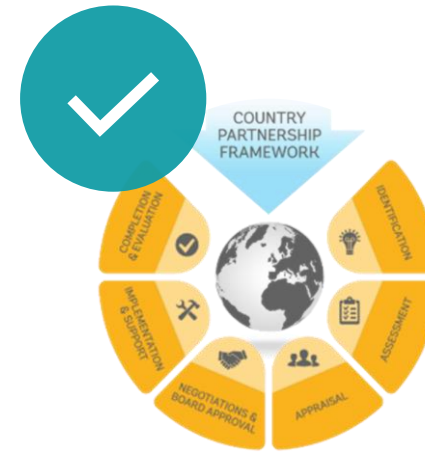 COUNTRY
PARTNERSHIP
FRAMEWORK
IDENTIFICATION
ASSESSMENT
APPRAISAL
NEGOTIATIONS &
BOARD APPROVAL
IMPLEMENTATION
& SUPPORT
COMPLETION
& EVALUATION